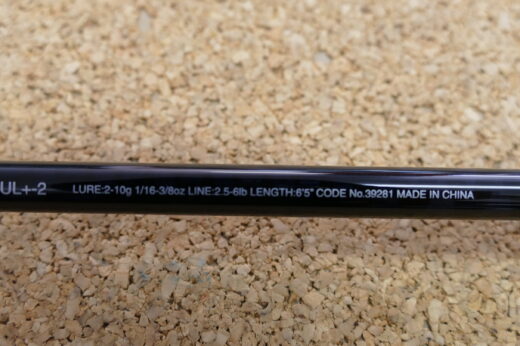 UL+-2 LURE:2-10g 1/16-3/8oz LINE:2.5-6lb LENGTH:6'5" CODE No.39281 MADE IN CHINA